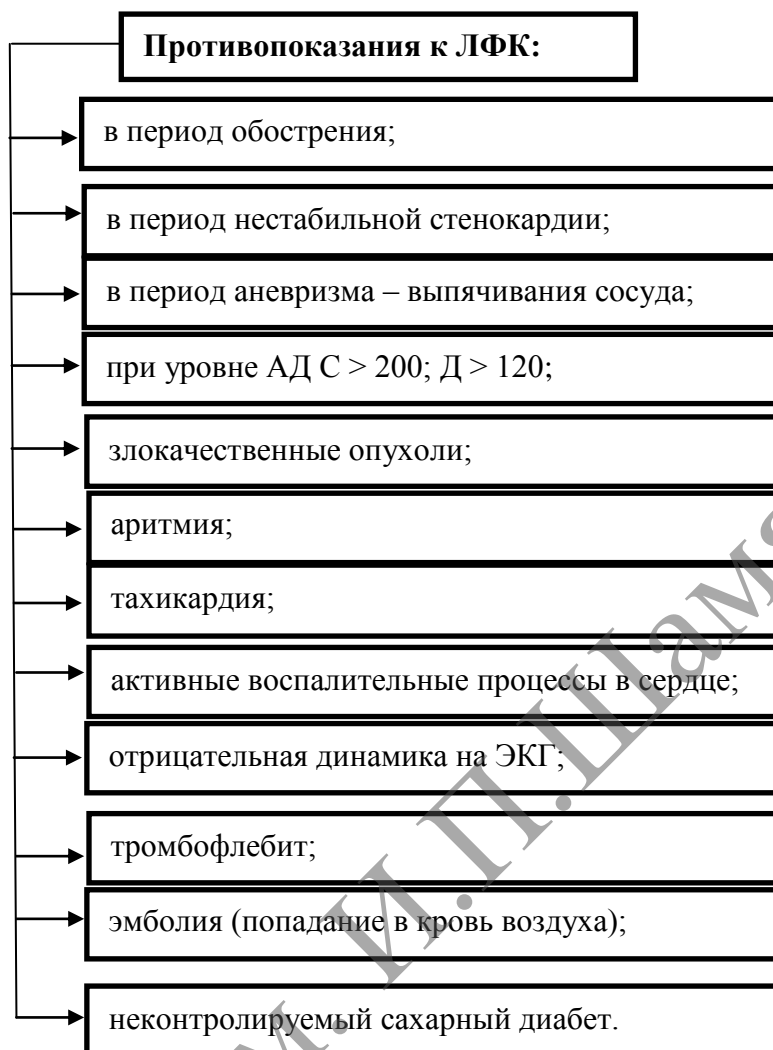 Противопоказания к ЛФК:
в период обострения;
в период нестабильной стенокардии;
в период аневризма – выпячивания сосуда;
при уровне АД С > 200; Д > 120;
злокачественные опухоли;
аритмия;
тахикардия;
активные воспалительные процессы в сердце;
отрицательная динамика на ЭКГ;
тромбофлебит;
эмболия (попадание в кровь воздуха);
неконтролируемый сахарный диабет.
И.П.Шамя